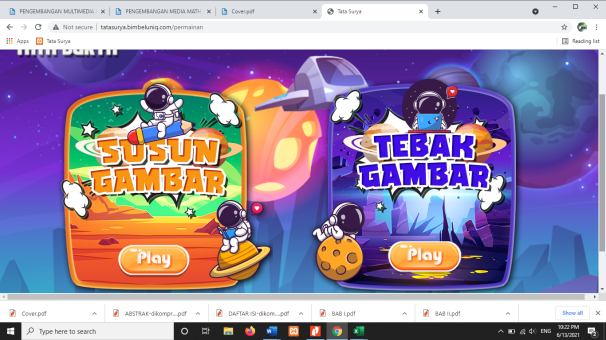 PENGEMBANGAN MULTIMEDIA
PENGEMBANGAN MEDIA MATH
Cover.pdf
Tata Surya
Not secure
tatasurya.bimbeluniq.com/permainan
Apps
Tata Surya
Reading list
SUSUN
GAMBAR
Play
TEBAK
GAMBAR
Play
Cover.pdf
ABSTRAK-dikompr....pdf
DAFTAR ISI-dikom....pdf
BAB I.pdf
BAB II.pdf
Show all
Type here to search
ENG
10:22 PM
6/13/2021